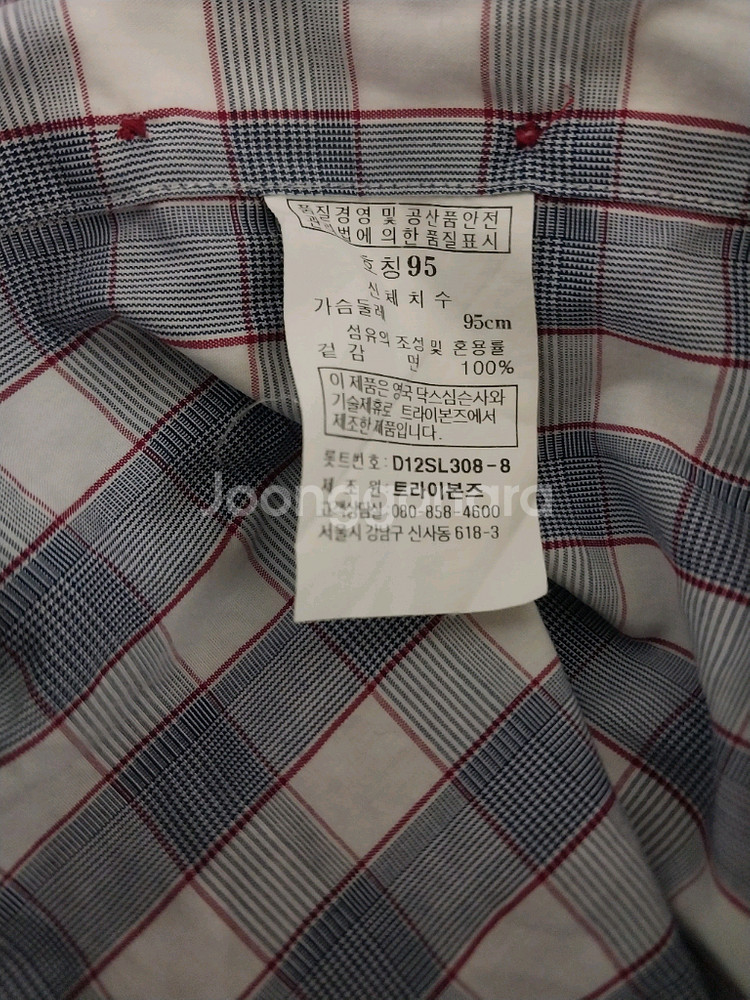 품질경영 및 공산품안전
관리법에 의한 품질표시
호칭 95
신체치수
가슴둘레 95cm
섬유의 조성 및 혼용률
겉감 면 100%
이 제품은 영국 닥스심슨사와
기술제휴로 트라이본즈에서
제조한 제품입니다.
롯트번호 : D12SL308-8
제 조 원 : 트라이본즈
고객상담실 080-858-4600
서울시 강남구 신사동 618-3
Joonggonara